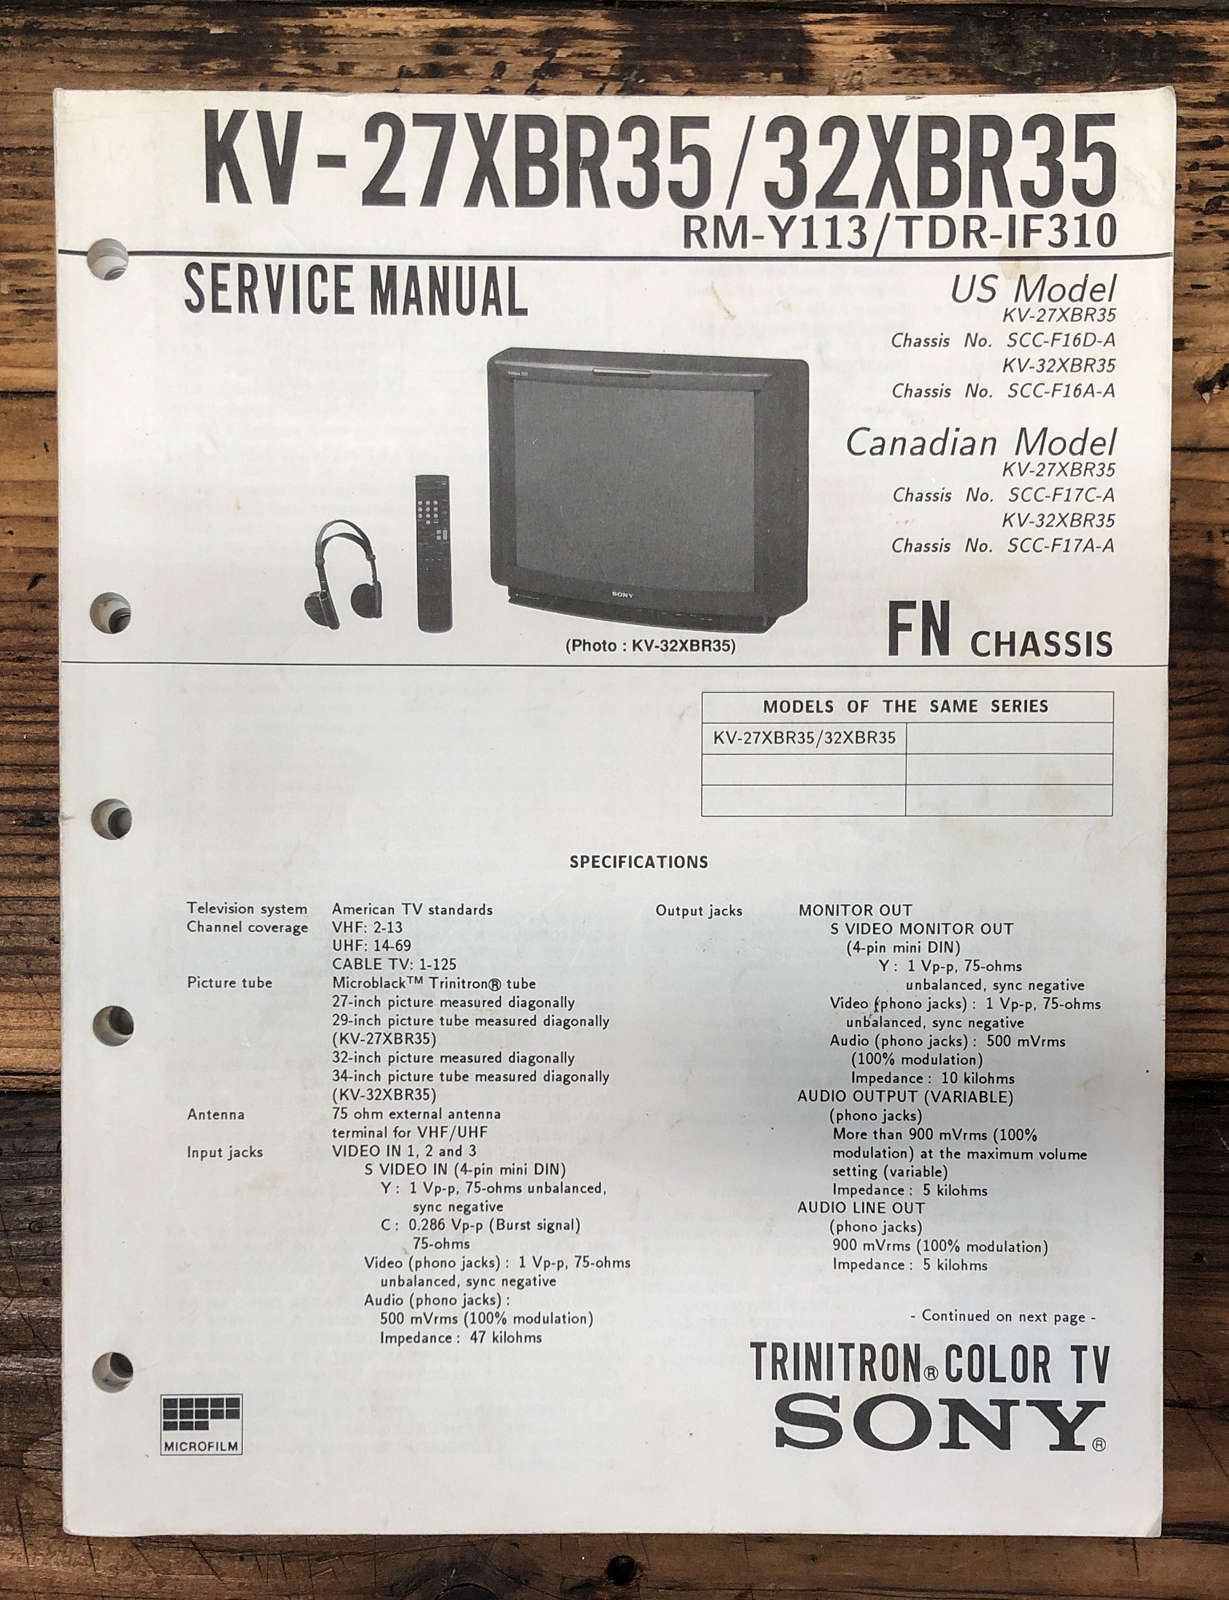 KV-27XBR35/32XBR35
RM-Y113/TDR-IF310
SERVICE MANUAL
US Model
KV-27XBR35
Chassis No. SCC-F16D-A
KV-32XBR35
Chassis No. SCC-F16A-A
Canadian Model
KV-27XBR35
Chassis No. SCC-F17C-A
KV-32XBR35
Chassis No. SCC-F17A-A
SONY
(Photo : KV-32XBR35)
FN CHASSIS
MODELS OF THE SAME SERIES
KV-27XBR35/32XBR35
SPECIFICATIONS
Television system American TV standards
Channel coverage VHF: 2-13
UHF: 14-69
CABLE TV: 1-125
Picture tube Microblack™ Trinitron® tube
27-inch picture measured diagonally
29-inch picture tube measured diagonally
(KV-27XBR35)
32-inch picture measured diagonally
34-inch picture tube measured diagonally
(KV-32XBR35)
Antenna 75 ohm external antenna
terminal for VHF/UHF
Input jacks VIDEO IN 1, 2 and 3
S VIDEO IN (4-pin mini DIN)
Y : 1 Vp-p, 75-ohms unbalanced,
sync negative
C : 0.286 Vp-p (Burst signal)
75-ohms
Video (phono jacks) : 1 Vp-p, 75-ohms
unbalanced, sync negative
Audio (phono jacks) :
500 mVrms (100% modulation)
Impedance : 47 kilohms
Output jacks MONITOR OUT
S VIDEO MONITOR OUT
(4-pin mini DIN)
Y : 1 Vp-p, 75-ohms
unbalanced, sync negative
Video (phono jacks) : 1 Vp-p, 75-ohms
unbalanced, sync negative
Audio (phono jacks) : 500 mVrms
(100% modulation)
Impedance : 10 kilohms
AUDIO OUTPUT (VARIABLE)
(phono jacks)
More than 900 mVrms (100%
modulation) at the maximum volume
setting (variable)
Impedance : 5 kilohms
AUDIO LINE OUT
(phono jacks)
900 mVrms (100% modulation)
Impedance : 5 kilohms
- Continued on next page -
TRINITRON® COLOR TV
SONY®
MICROFILM